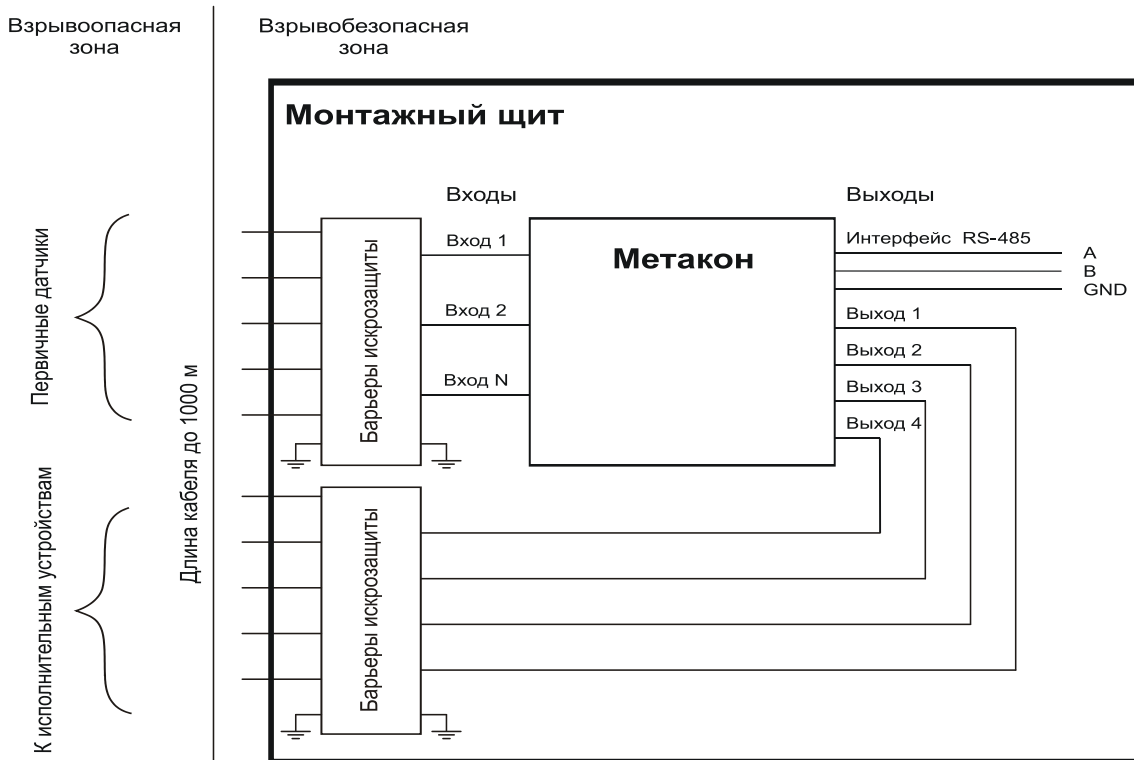 Взрывоопасная
зона
Взрывобезопасная
зона
Монтажный щит
Входы
Выходы
Первичные датчики
К исполнительным устройствам
Длина кабеля до 1000 м
Барьеры искрозащиты
Барьеры искрозащиты
Вход 1
Вход 2
Вход N
Метакон
Интерфейс RS-485
A
B
GND
Выход 1
Выход 2
Выход 3
Выход 4